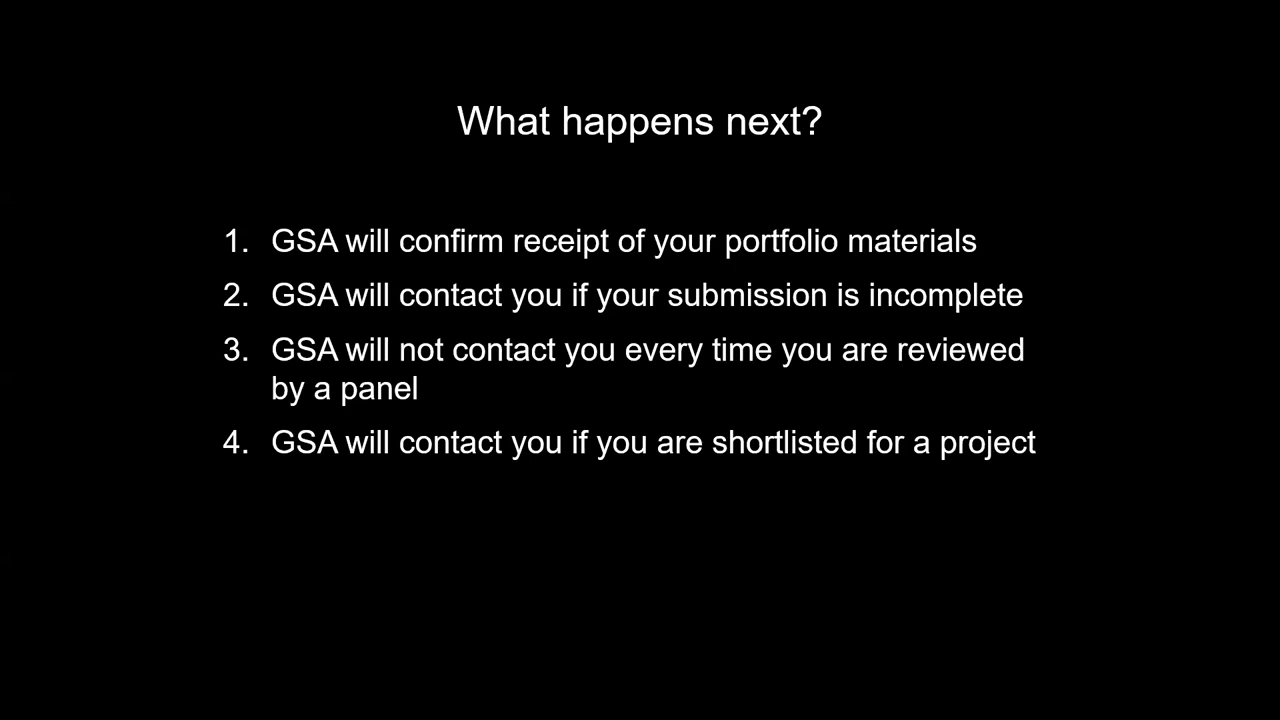 What happens next?
1. GSA will confirm receipt of your portfolio materials
2. GSA will contact you if your submission is incomplete
3. GSA will not contact you every time you are reviewed
by a panel
4. GSA will contact you if you are shortlisted for a project